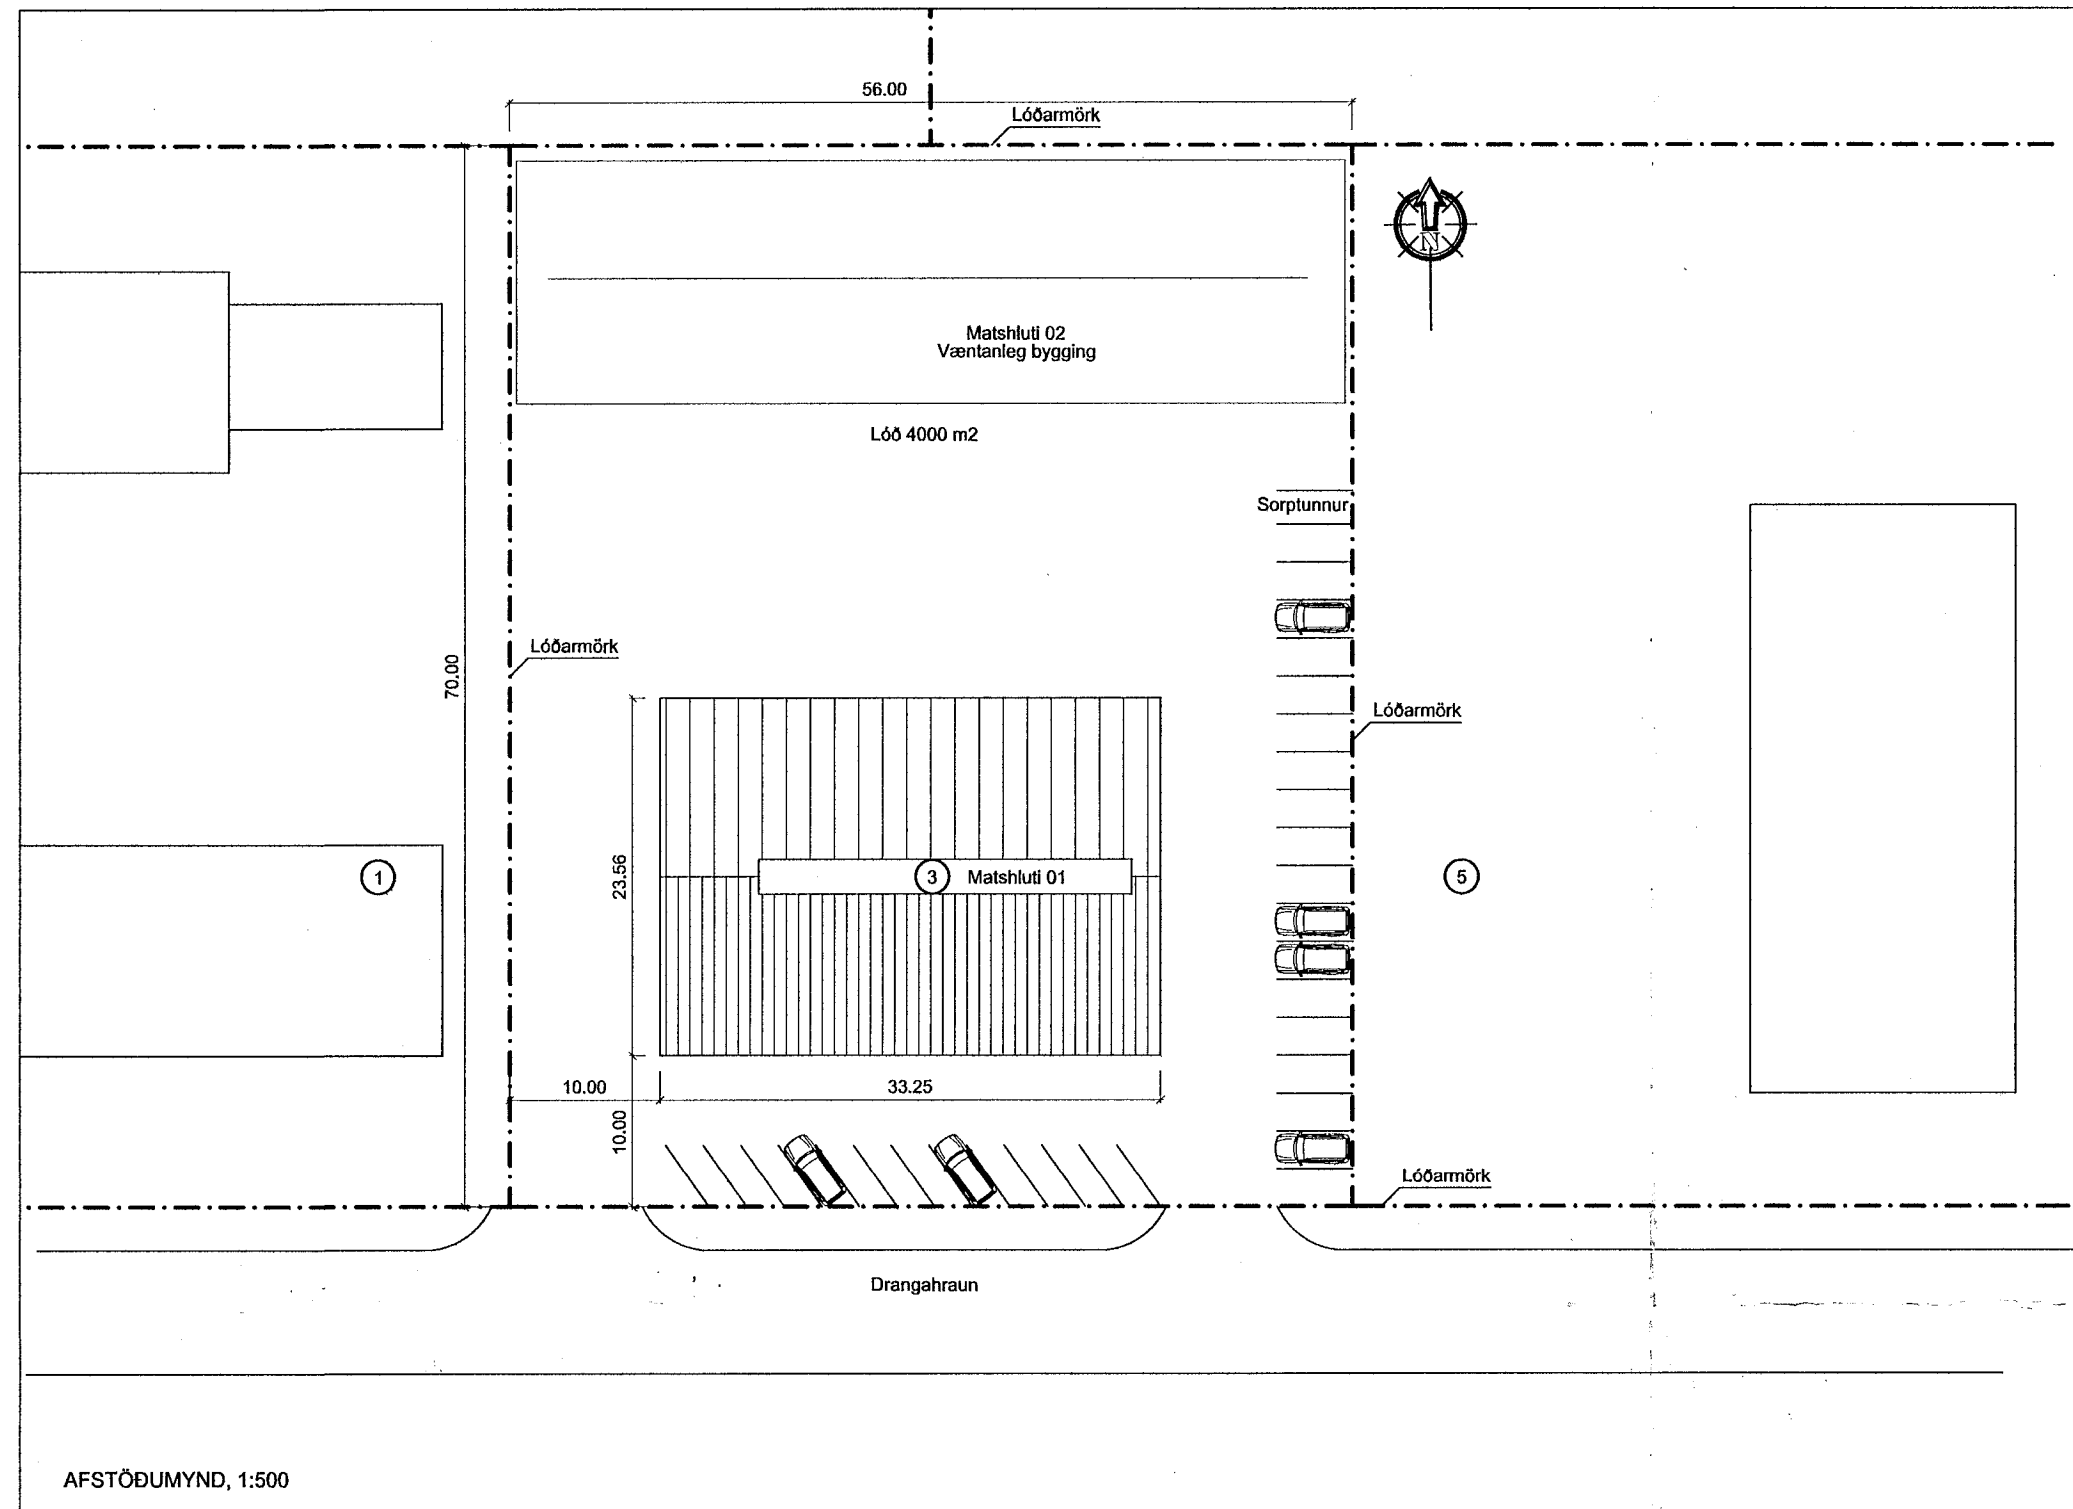 56.00
Lóðarmörk
N
Matshluti 02
Væntanleg bygging
Lóð 4000 m2
Sorptunnur
Lóðarmörk
70.00
Lóðarmörk
23.56
1
3 Matshluti 01
5
10.00
33.25
10.00
Lóðarmörk
Drangahraun
AFSTÖÐUMYND, 1:500